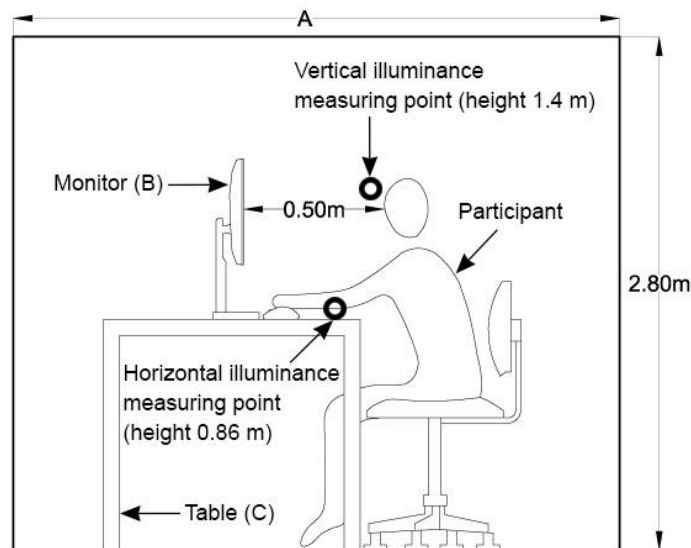 A
Vertical illuminance
measuring point (height 1.4 m)
Monitor (B)
0.50m
Participant
2.80m
Horizontal illuminance
measuring point
(height 0.86 m)
Table (C)